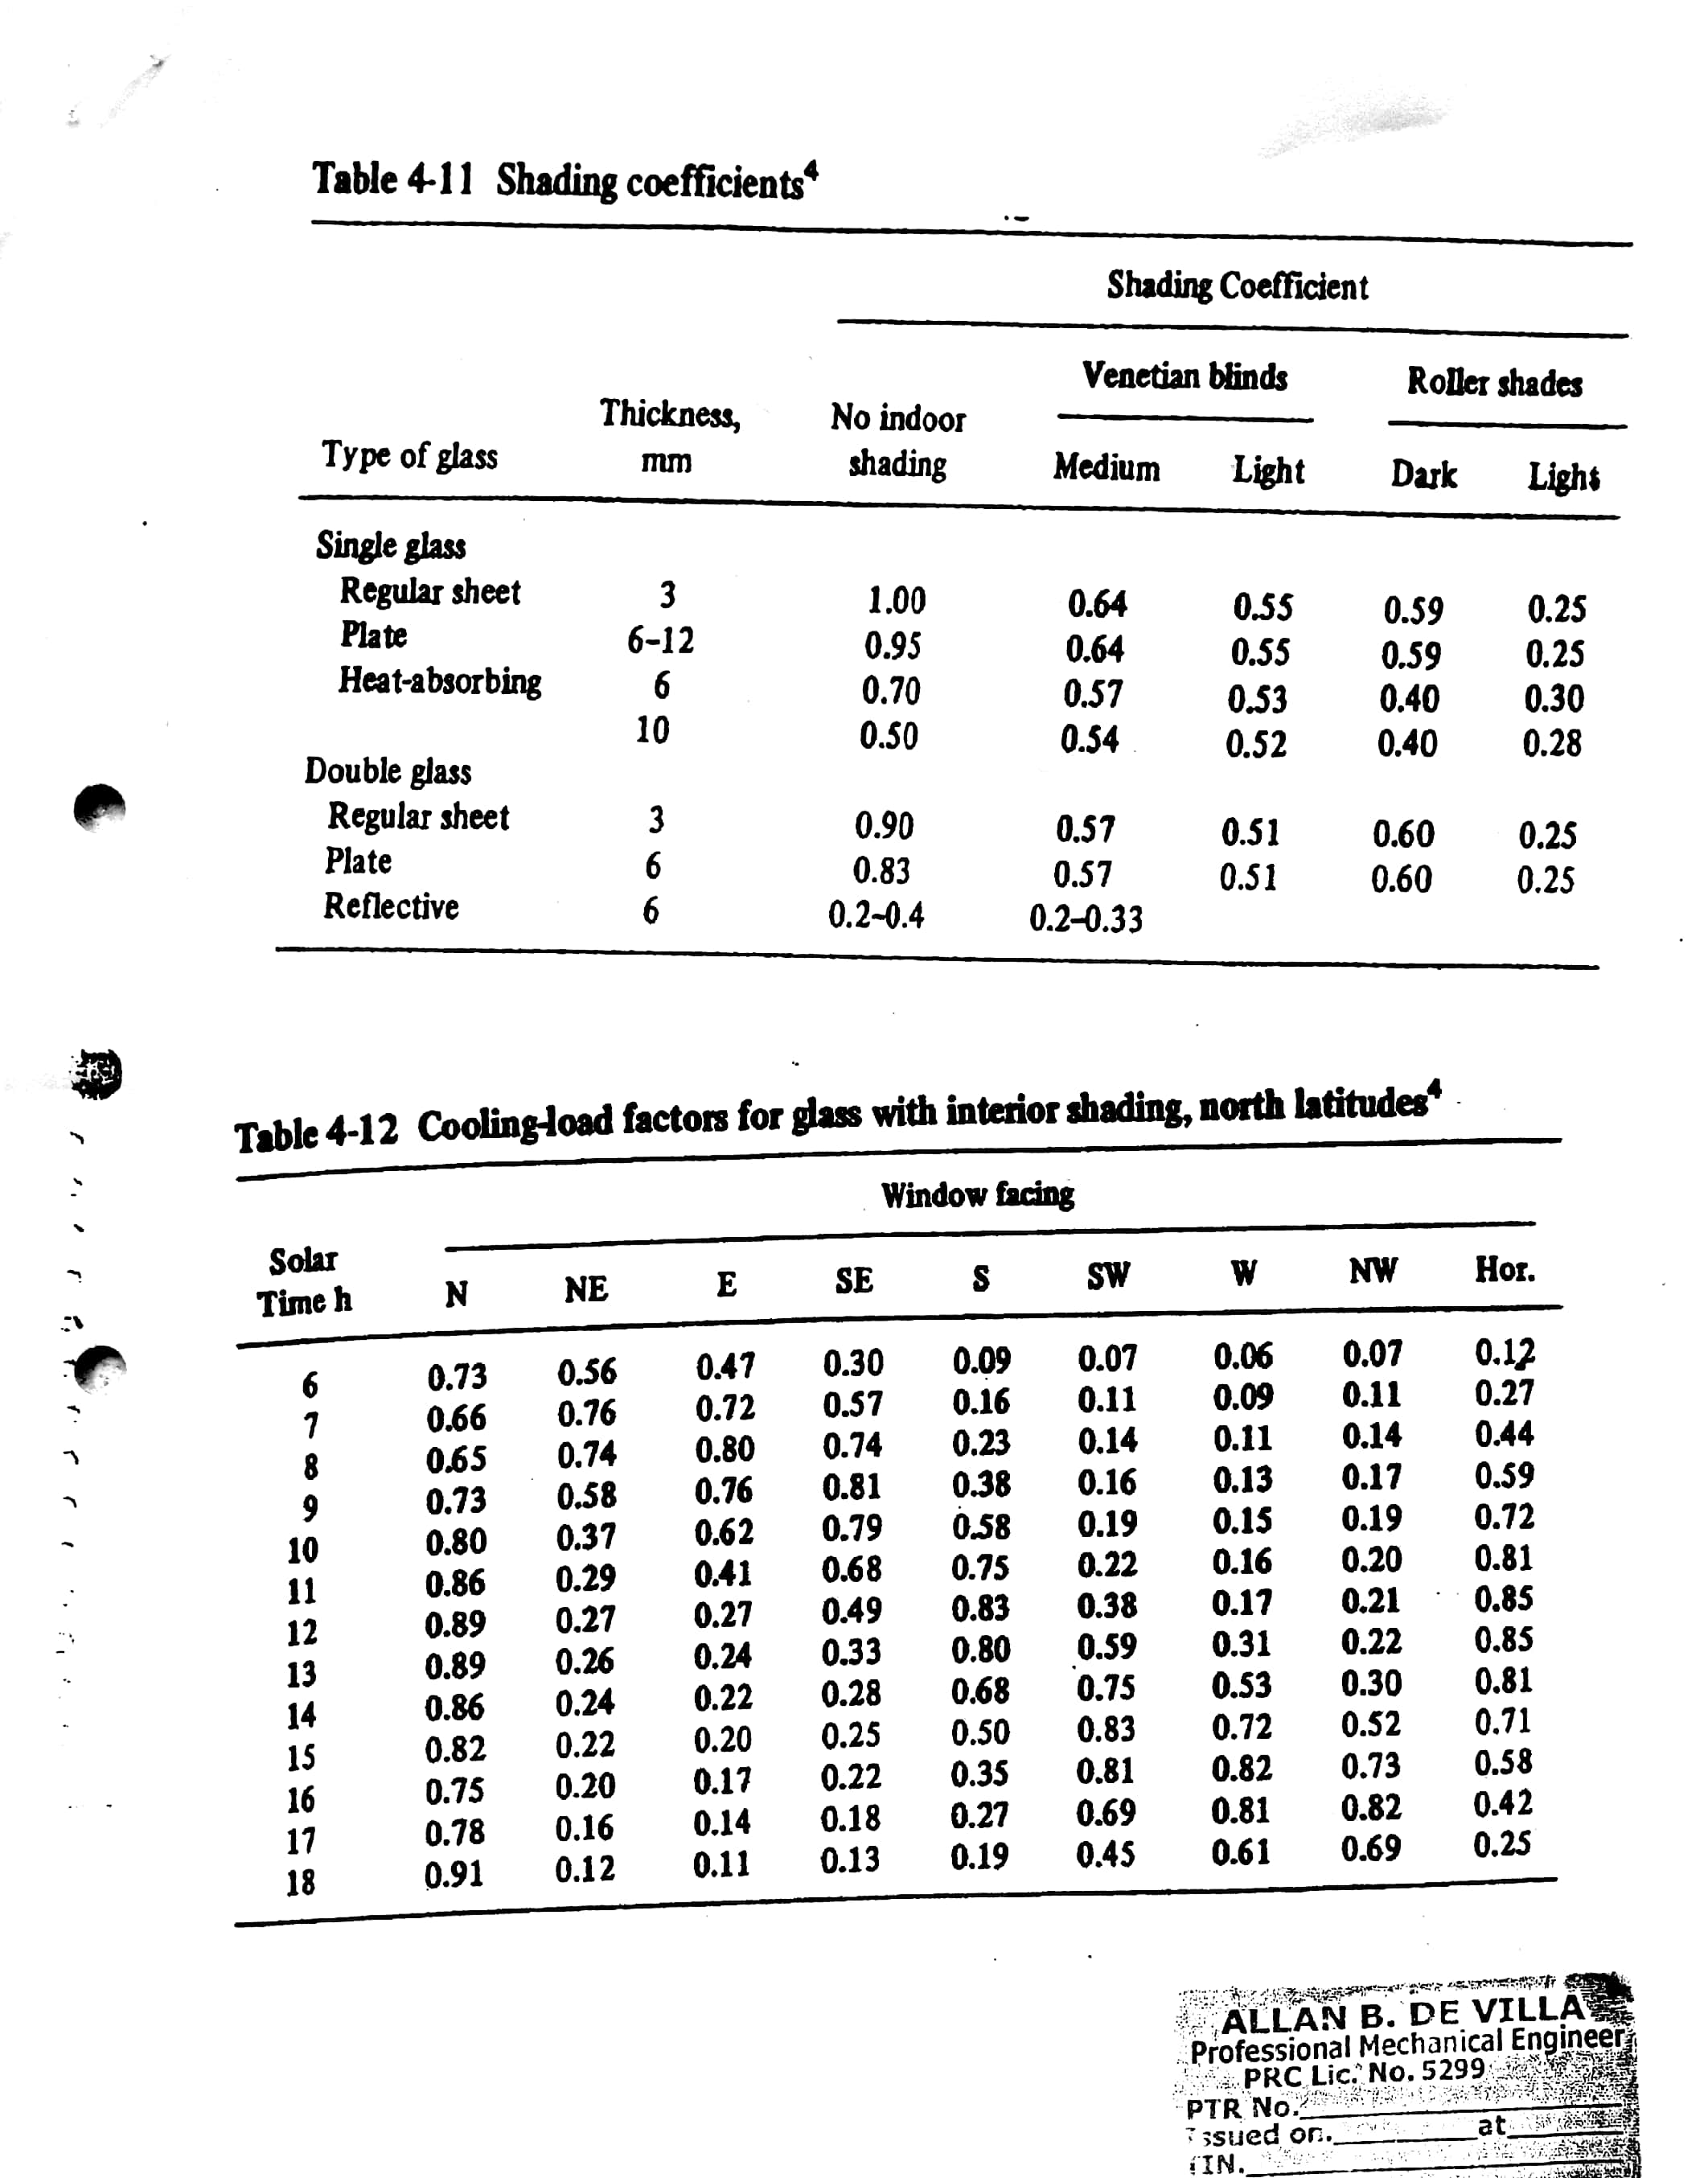 Table 4-11 Shading coefficients⁴
Shading Coefficient
Venetian blinds Roller shades
Thickness, No indoor
Type of glass mm shading Medium Light Dark Light
Single glass
Regular sheet 3 1.00 0.64 0.55 0.59 0.25
Plate 6–12 0.95 0.64 0.55 0.59 0.25
Heat-absorbing 6 0.70 0.57 0.53 0.40 0.30
10 0.50 0.54 0.52 0.40 0.28
Double glass
Regular sheet 3 0.90 0.57 0.51 0.60 0.25
Plate 6 0.83 0.57 0.51 0.60 0.25
Reflective 6 0.2–0.4 0.2–0.33
Table 4-12 Cooling-load factors for glass with interior shading, north latitudes⁴
Window facing
Solar
Time h N NE E SE S SW W NW Hor.
6 0.73 0.56 0.47 0.30 0.09 0.07 0.06 0.07 0.12
7 0.66 0.76 0.72 0.57 0.16 0.11 0.09 0.11 0.27
8 0.65 0.74 0.80 0.74 0.23 0.14 0.11 0.14 0.44
9 0.73 0.58 0.76 0.81 0.38 0.16 0.13 0.17 0.59
10 0.80 0.37 0.62 0.79 0.58 0.19 0.15 0.19 0.72
11 0.86 0.29 0.41 0.68 0.75 0.22 0.16 0.20 0.81
12 0.89 0.27 0.27 0.49 0.83 0.38 0.17 0.21 0.85
13 0.89 0.26 0.24 0.33 0.80 0.59 0.31 0.22 0.85
14 0.86 0.24 0.22 0.28 0.68 0.75 0.53 0.30 0.81
15 0.82 0.22 0.20 0.25 0.50 0.83 0.72 0.52 0.71
16 0.75 0.20 0.17 0.22 0.35 0.81 0.82 0.73 0.58
17 0.78 0.16 0.14 0.18 0.27 0.69 0.81 0.82 0.42
18 0.91 0.12 0.11 0.13 0.19 0.45 0.61 0.69 0.25
ALLAN B. DE VILLA
Professional Mechanical Engineer
PRC Lic. No. 5299
PTR No.
Issued on. at
TIN.